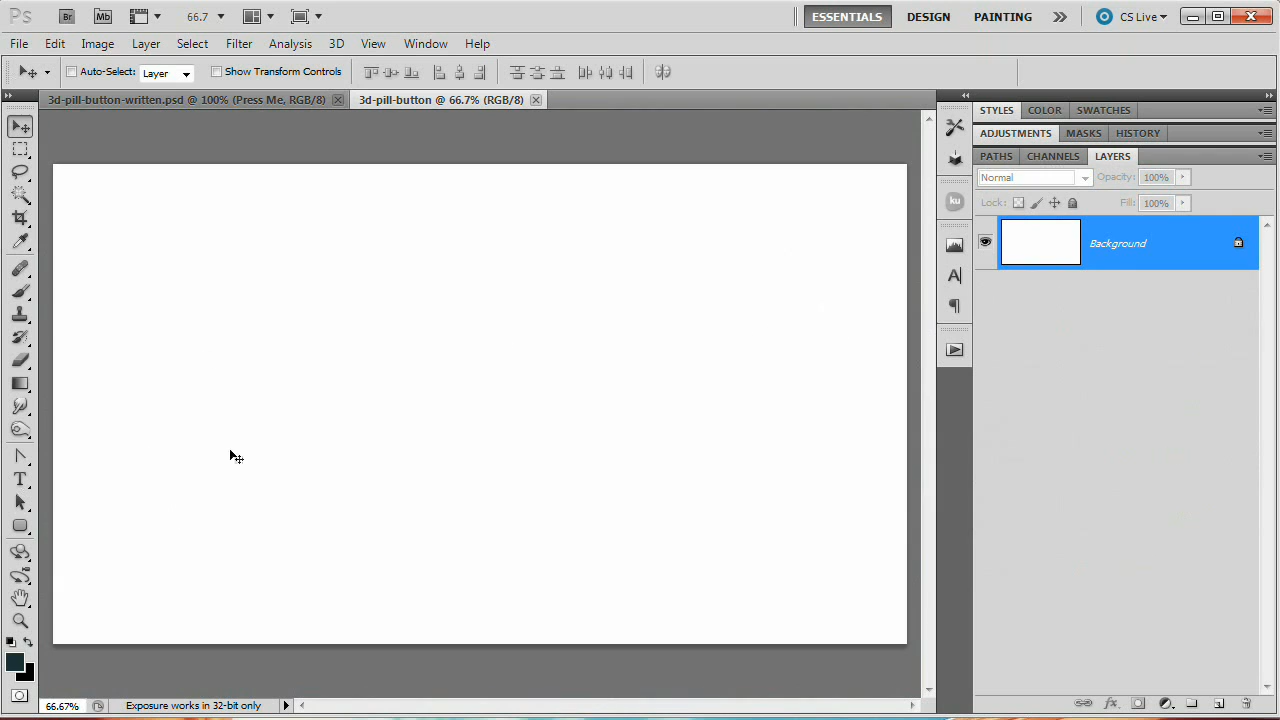 Ps Br Mb 66.7 ESSENTIALS DESIGN PAINTING CS Live
File Edit Image Layer Select Filter Analysis 3D View Window Help
Auto-Select: Layer Show Transform Controls
3d-pill-button-written.psd @ 100% (Press Me, RGB/8) 3d-pill-button @ 66.7% (RGB/8)
STYLES COLOR SWATCHES
ADJUSTMENTS MASKS HISTORY
PATHS CHANNELS LAYERS
Normal Opacity: 100%
Lock: Fill: 100%
ku
Background
66.67% Exposure works in 32-bit only